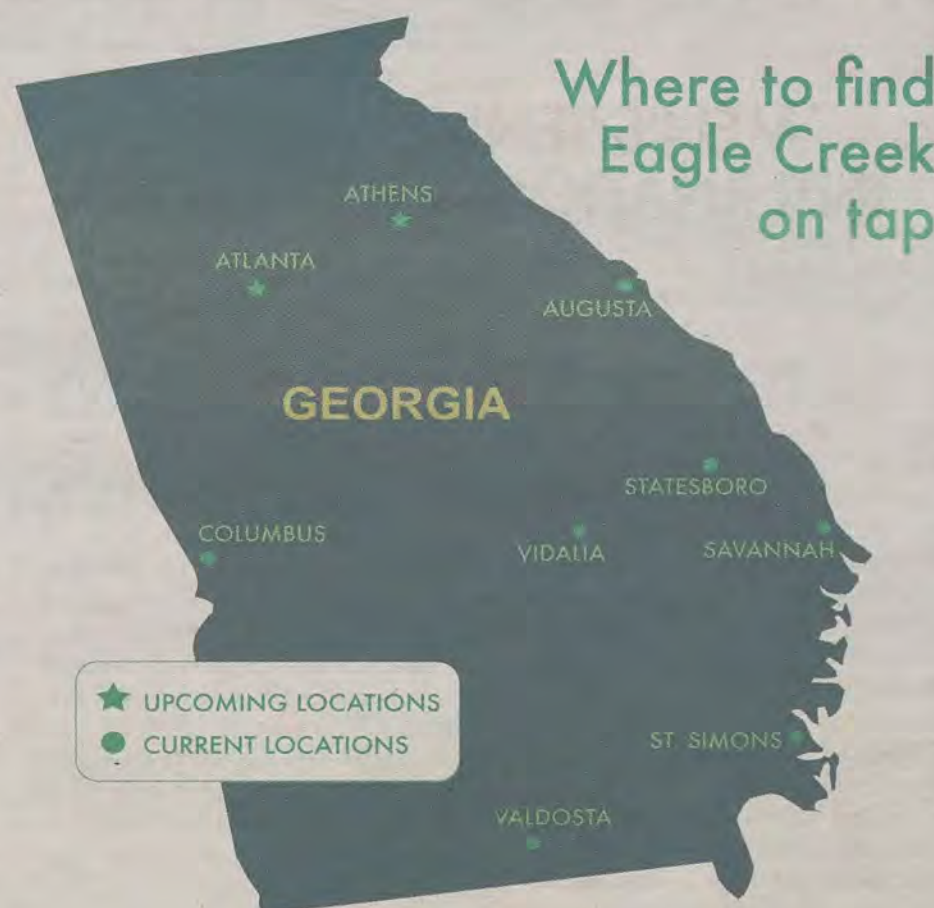 Where to find
Eagle Creek
on tap
ATHENS
ATLANTA
AUGUSTA
GEORGIA
STATESBORO
COLUMBUS
VIDALIA
SAVANNAH
UPCOMING LOCATIONS
CURRENT LOCATIONS
ST. SIMONS
VALDOSTA